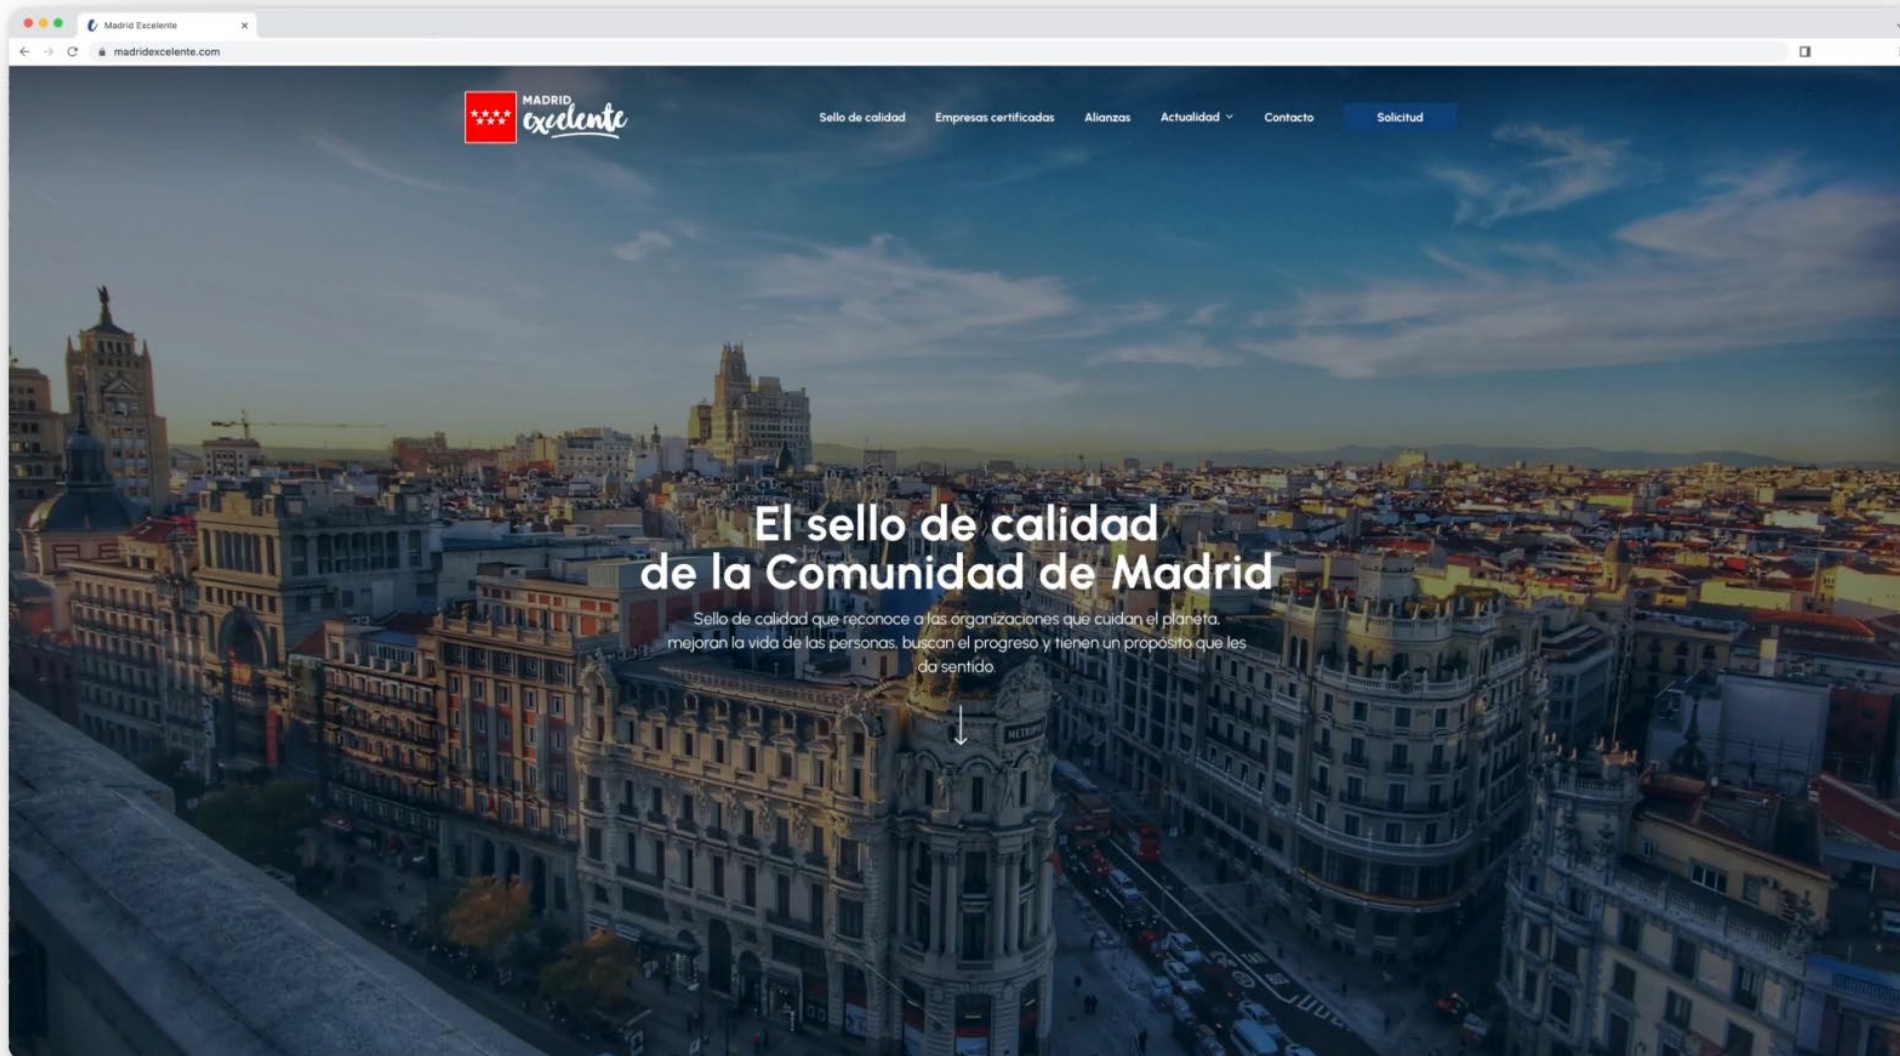 Madrid Excelente
madridexcelente.com
MADRID
excelente
Sello de calidad Empresas certificadas Alianzas Actualidad Contacto Solicitud
El sello de calidad
de la Comunidad de Madrid
Sello de calidad que reconoce a las organizaciones que cuidan el planeta,
mejoran la vida de las personas, buscan el progreso y tienen un propósito que les
da sentido.